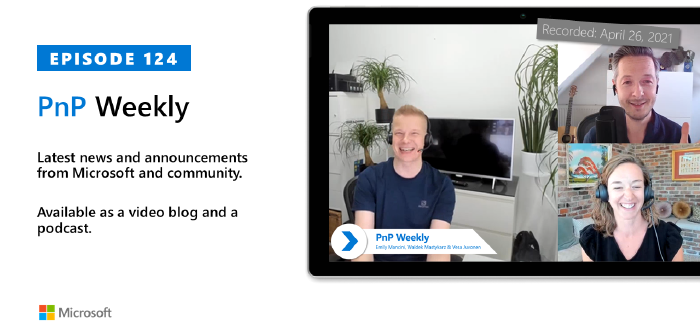 EPISODE 124
PnP Weekly
Latest news and announcements
from Microsoft and community.
Available as a video blog and a
podcast.
Microsoft
Recorded: April 26, 2021
PnP Weekly
Emily Mancini, Waldek Mastykarz & Vesa Juvonen